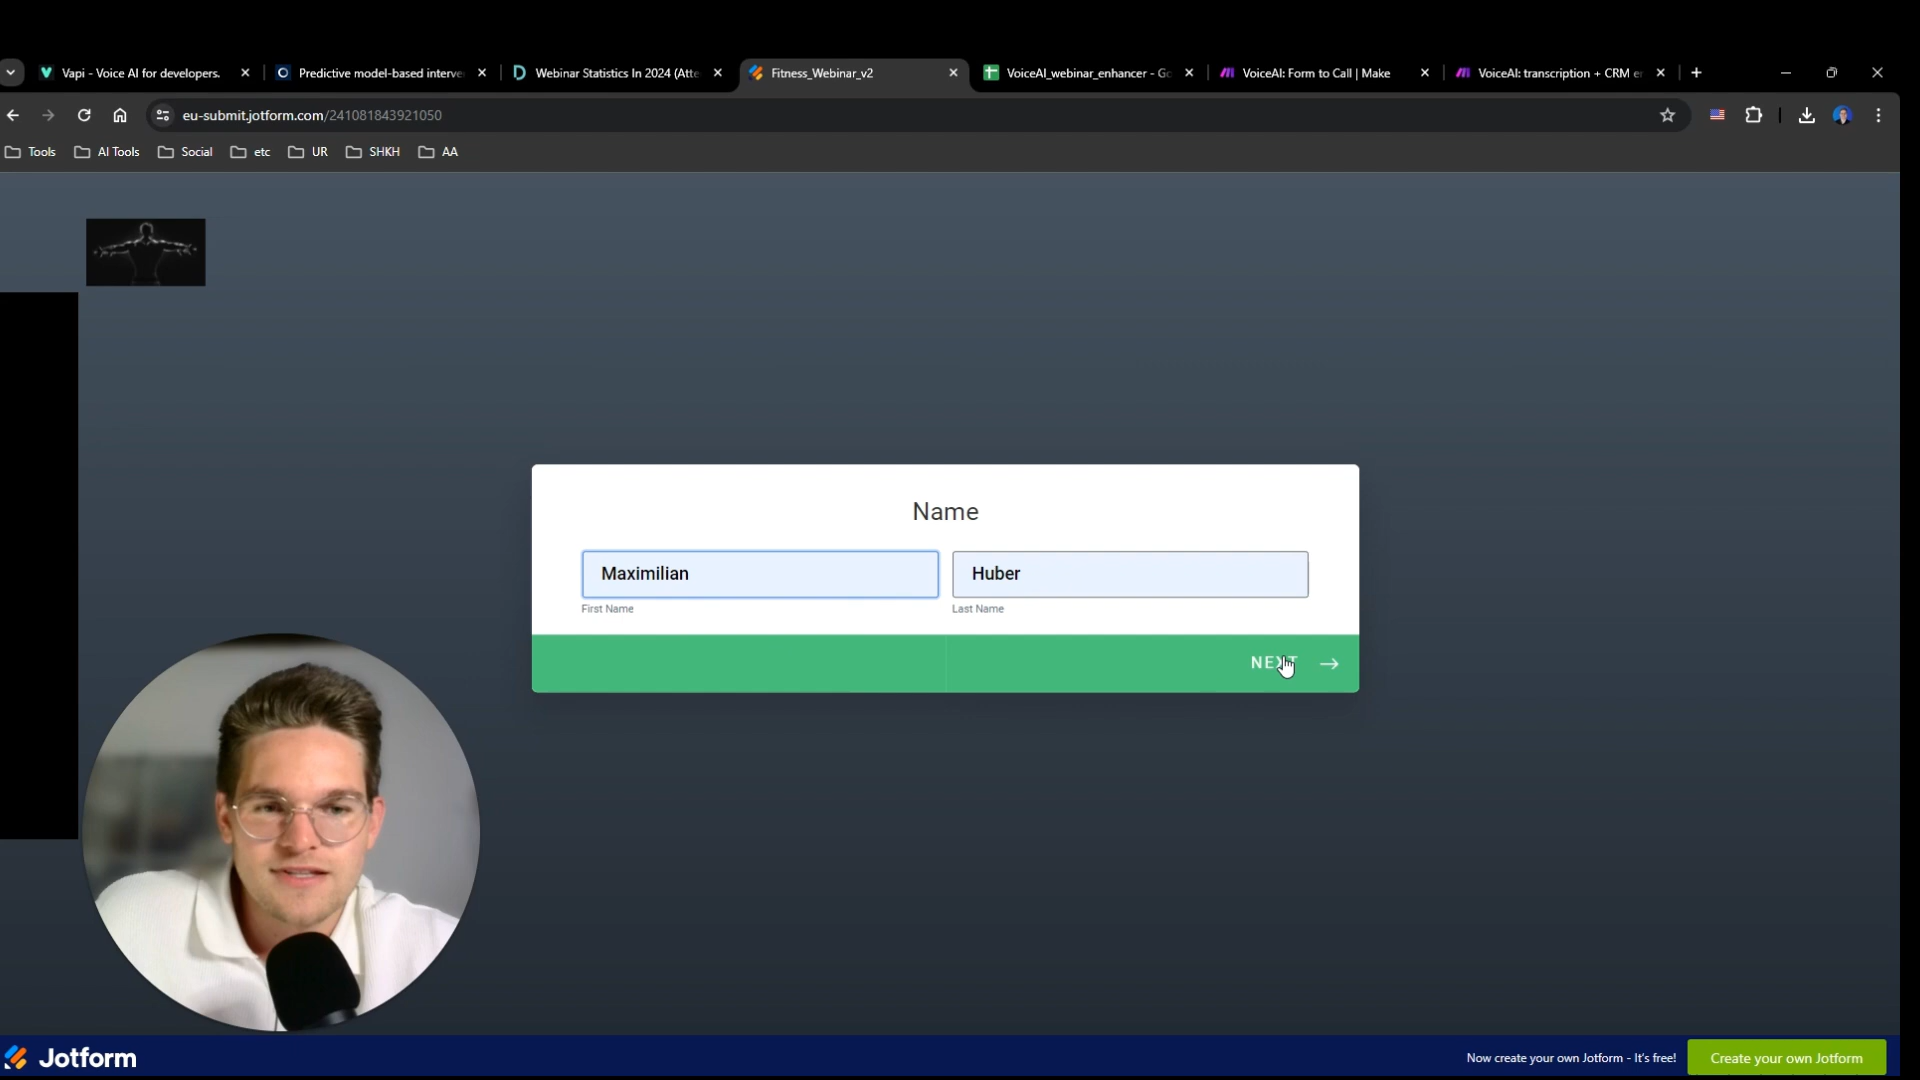 Vapi - Voice AI for developers.
Predictive model-based interve
Webinar Statistics In 2024 (Atte
Fitness_Webinar_v2
VoiceAI_webinar_enhancer - Go
VoiceAI: Form to Call | Make
VoiceAI: transcription + CRM er
eu-submit.jotform.com/241081843921050
Tools
AI Tools
Social
etc
UR
SHKH
AA
Name
Maximilian
Huber
First Name
Last Name
NEXT
Jotform
Now create your own Jotform - It's free!
Create your own Jotform